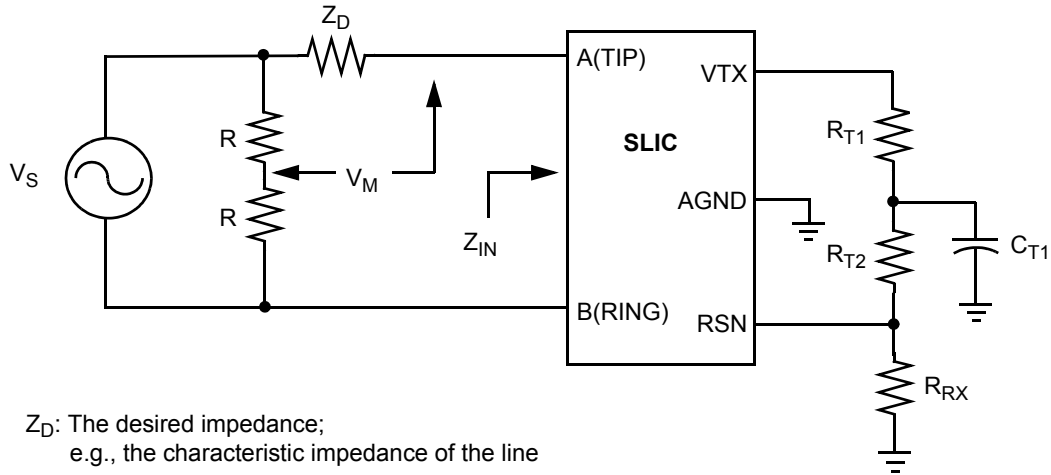 Z_D
A(TIP)
VTX
R_T1
R
SLIC
V_S
V_M
AGND
R
Z_IN
R_T2
C_T1
B(RING)
RSN
R_RX
Z_D: The desired impedance;
e.g., the characteristic impedance of the line